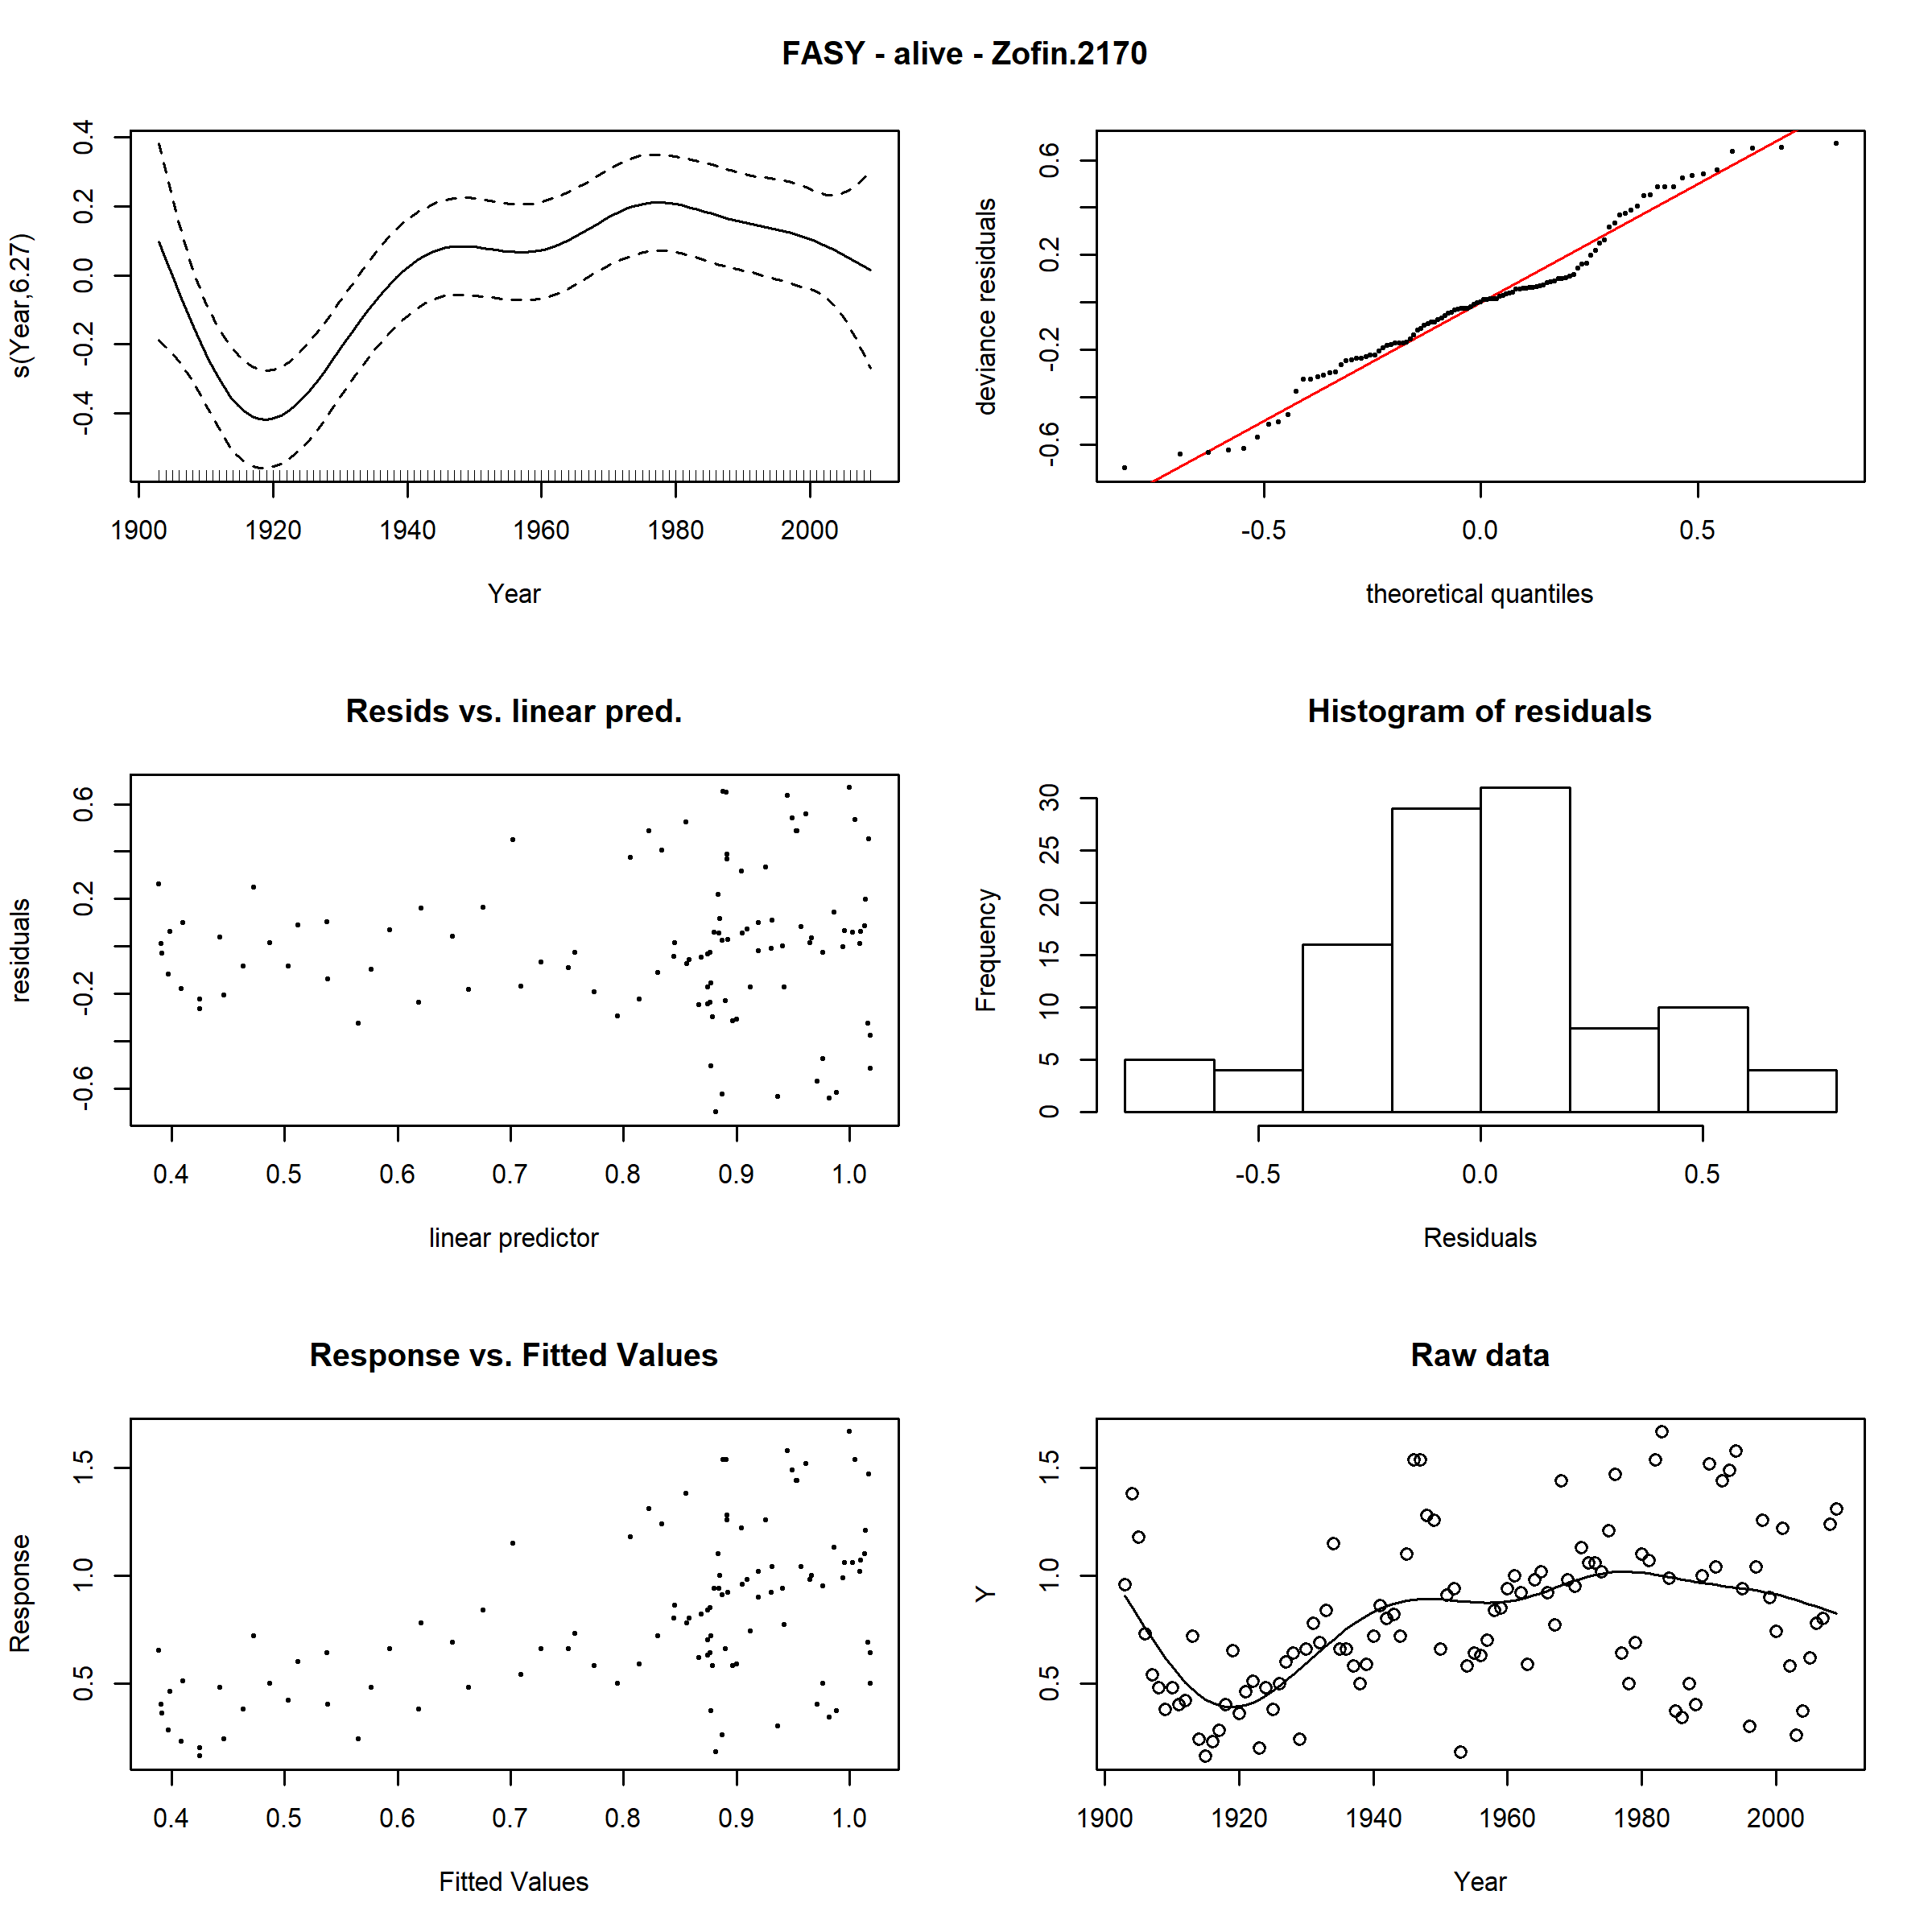 FASY - alive - Zofin.2170
s(Year,6.27)
0.4
0.2
0.0
-0.2
-0.4
1900 1920 1940 1960 1980 2000
Year
deviance residuals
0.6
0.2
-0.2
-0.6
-0.5 0.0 0.5
theoretical quantiles
Resids vs. linear pred.
residuals
0.6
0.2
-0.2
-0.6
0.4 0.5 0.6 0.7 0.8 0.9 1.0
linear predictor
Histogram of residuals
Frequency
30
25
20
15
10
5
0
-0.5 0.0 0.5
Residuals
Response vs. Fitted Values
Response
1.5
1.0
0.5
0.4 0.5 0.6 0.7 0.8 0.9 1.0
Fitted Values
Raw data
Y
1.5
1.0
0.5
1900 1920 1940 1960 1980 2000
Year